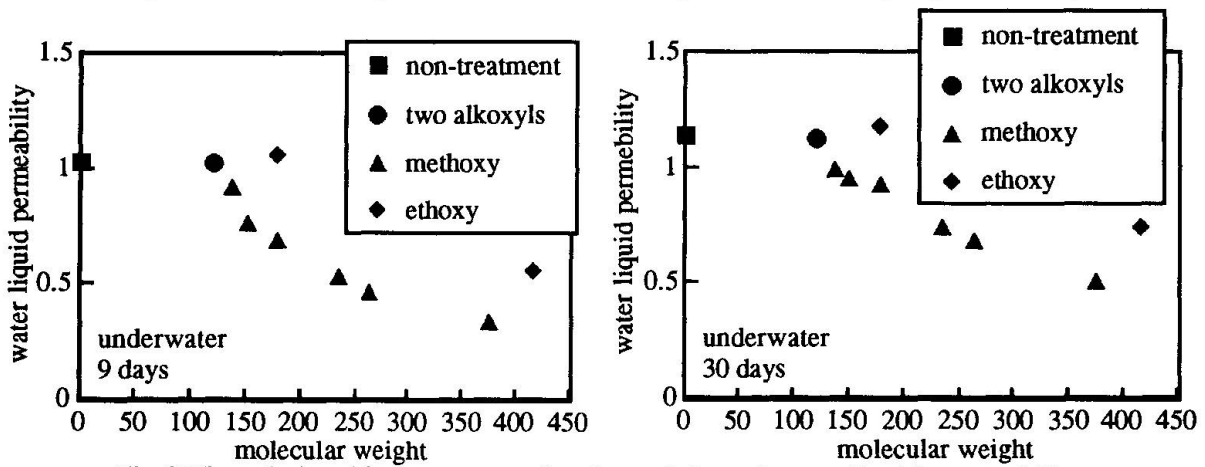 water liquid permeability
1.5
1
0.5
0
non-treatment
two alkoxyls
methoxy
ethoxy
underwater
9 days
0 50 100 150 200 250 300 350 400 450
molecular weight
water liquid permebility
1.5
1
0.5
0
non-treatment
two alkoxyls
methoxy
ethoxy
underwater
30 days
0 50 100 150 200 250 300 350 400 450
molecular weight